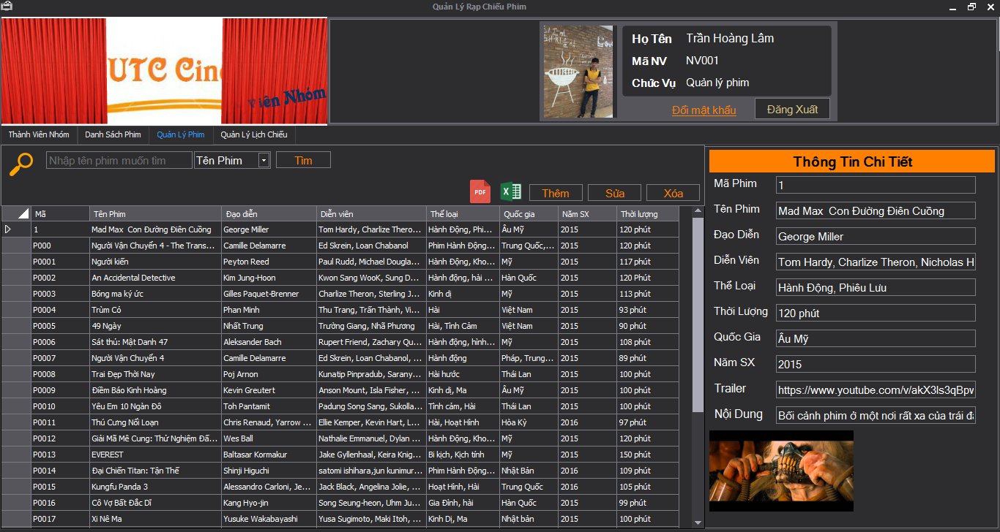 Quản Lý Rạp Chiếu Phim
UTC Cine
Viên Nhóm
Họ Tên Trần Hoàng Lâm
Mã NV NV001
Chức Vụ Quản lý phim
Đổi mật khẩu Đăng Xuất
Thành Viên Nhóm Danh Sách Phim Quản Lý Phim Quản Lý Lịch Chiếu
Nhập tên phim muốn tìm Tên Phim Tìm
PDF X Thêm Sửa Xóa
Mã Tên Phim Đạo diễn Diễn viên Thể loại Quốc gia Năm SX Thời lượng
1 Mad Max  Con Đường Điên Cuồng George Miller Tom Hardy, Charlize Thero... Hành Động, Phi... Âu Mỹ 2015 120 phút
P000 Người Vận Chuyển 4 - The Trans... Camille Delamarre Ed Skrein, Loan Chabanol Phim Hành Động... Trung Quốc,... 2015 120 phút
P0001 Người kiến Peyton Reed Paul Rudd, Michael Dougla... Hành Động, Kho... Mỹ 2015 117 phút
P0002 An Accidental Detective Kim Jung-Hoon Kwon Sang WooK, Sung D... Hành động, hài ... Hàn Quốc 2015 120 Phút
P0003 Bóng ma ký ức Gilles Paquet-Brenner Charlize Theron, Sterling J... Kinh dị Mỹ 2015 113 phút
P0004 Trùm Cỏ Phan Minh Thu Trang, Trấn Thành, Vi... Hài Việt Nam 2015 93 phút
P0005 49 Ngày Nhất Trung Trường Giang, Nhã Phương Hài, Tình Cảm Việt Nam 2015 90 phút
P0006 Sát thủ: Mật Danh 47 Aleksander Bach Rupert Friend, Zachary Qu... Hành động, hình... Mỹ 2015 108 phút
P0007 Người Vận Chuyển 4 Camille Delamarre Ed Skrein, Loan Chabanol, ... Hành động Pháp, Trung... 2015 89 phút
P0008 Trai Đẹp Thời Nay Poj Arnon Kunatip Pinpradub, Sarany... Hài hước Thái Lan 2015 100 phút
P0009 Điềm Báo Kinh Hoàng Kevin Greutert Anson Mount, Isla Fisher, ... Kinh dị, Ma Âu Mỹ 2015 100 phút
P0010 Yêu Em 10 Ngàn Đô Toh Pantamit Padung Song Sang, Sukolla... Tình cảm, Hài Thái Lan 2015 100 phút
P0011 Thú Cưng Nổi Loạn Chris Renaud, Yarrow ... Ellie Kemper, Kevin Hart, L... Hài, Hoạt Hình Hòa Kỳ 2016 97 phút
P0012 Giải Mã Mê Cung: Thử Nghiệm Đấ... Wes Ball Nathalie Emmanuel, Dylan ... Hành Động, Kho... Mỹ 2015 120 phút
P0013 EVEREST Baltasar Kormakur Jake Gyllenhaal, Keira Knig... Bi kịch, Kịch tính Mỹ 2015 150 phút
P0014 Đại Chiến Titan: Tận Thế Shinji Higuchi satomi ishihara,jun kunimur... Phim Hành Động... Nhật Bản 2016 109 phút
P0015 Kungfu Panda 3 Alessandro Carloni, Je... Jack Black, Angelina Jolie, ... Hoạt Hình, Hài Trung Quốc 2016 105 phút
P0016 Cô Vợ Bất Đắc Dĩ Kang Hyo-jin Song Seung-heon, Uhm Ju... Gia Đình, hài Hàn Quốc 2015 99 phút
P0017 Xi Nê Ma Yusuke Wakabayashi Yusa Sugimoto, Maki Itoh, ... Kinh Dị, Ma Nhật bản 2015 100 phút
Thông Tin Chi Tiết
Mã Phim 1
Tên Phim Mad Max  Con Đường Điên Cuồng
Đạo Diễn George Miller
Diễn Viên Tom Hardy, Charlize Theron, Nicholas H
Thể Loại Hành Động, Phiêu Lưu
Thời Lượng 120 phút
Quốc Gia Âu Mỹ
Năm SX 2015
Trailer https://www.youtube.com/v/akX3ls3qBpw
Nội Dung Bối cảnh phim ở một nơi rất xa của trái đ